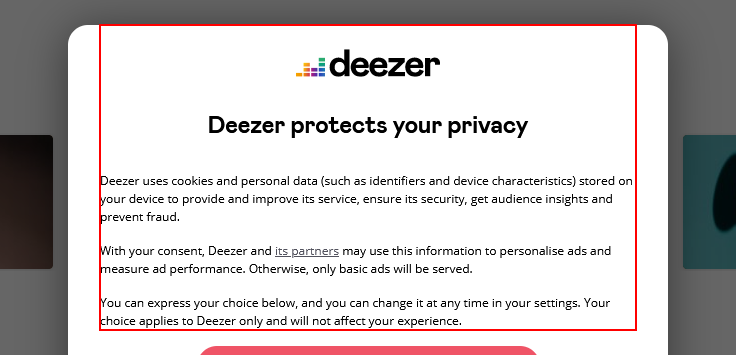 deezer
Deezer protects your privacy
Deezer uses cookies and personal data (such as identifiers and device characteristics) stored on
your device to provide and improve its service, ensure its security, get audience insights and
prevent fraud.
With your consent, Deezer and its partners may use this information to personalise ads and
measure ad performance. Otherwise, only basic ads will be served.
You can express your choice below, and you can change it at any time in your settings. Your
choice applies to Deezer only and will not affect your experience.